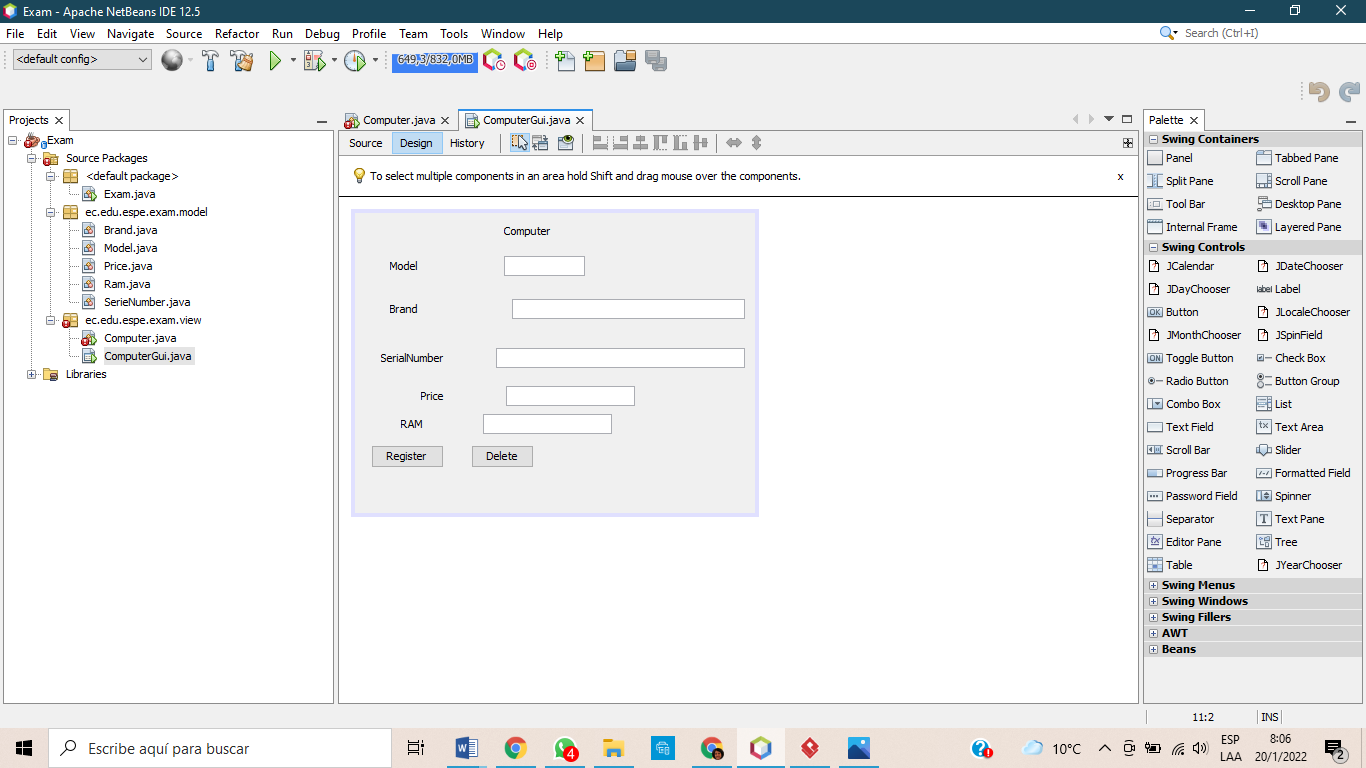 Exam - Apache NetBeans IDE 12.5
File Edit View Navigate Source Refactor Run Debug Profile Team Tools Window Help
Search (Ctrl+I)
<default config>
649,3/832,0MB
Projects
Exam
Source Packages
<default package>
Exam.java
ec.edu.espe.exam.model
Brand.java
Model.java
Price.java
Ram.java
SerieNumber.java
ec.edu.espe.exam.view
Computer.java
ComputerGui.java
Libraries
Computer.java ComputerGui.java
Source Design History
To select multiple components in an area hold Shift and drag mouse over the components. x
Computer
Model
Brand
SerialNumber
Price
RAM
Register Delete
Palette
Swing Containers
Panel Tabbed Pane
Split Pane Scroll Pane
Tool Bar Desktop Pane
Internal Frame Layered Pane
Swing Controls
JCalendar JDateChooser
JDayChooser Label
Button JLocaleChooser
JMonthChooser JSpinField
Toggle Button Check Box
Radio Button Button Group
Combo Box List
Text Field Text Area
Scroll Bar Slider
Progress Bar Formatted Field
Password Field Spinner
Separator Text Pane
Editor Pane Tree
Table JYearChooser
Swing Menus
Swing Windows
Swing Fillers
AWT
Beans
11:2 INS
Escribe aquí para buscar
4
10°C
ESP
LAA
8:06
20/1/2022
2